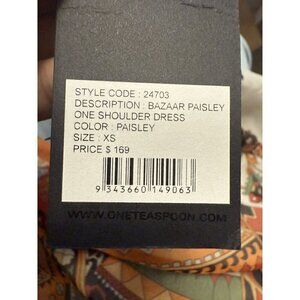 STYLE CODE : 24703
DESCRIPTION : BAZAAR PAISLEY
ONE SHOULDER DRESS
COLOR : PAISLEY
SIZE : XS
PRICE $ 169
9 343660 149063
WWW.ONETEASPOON.COM.AU